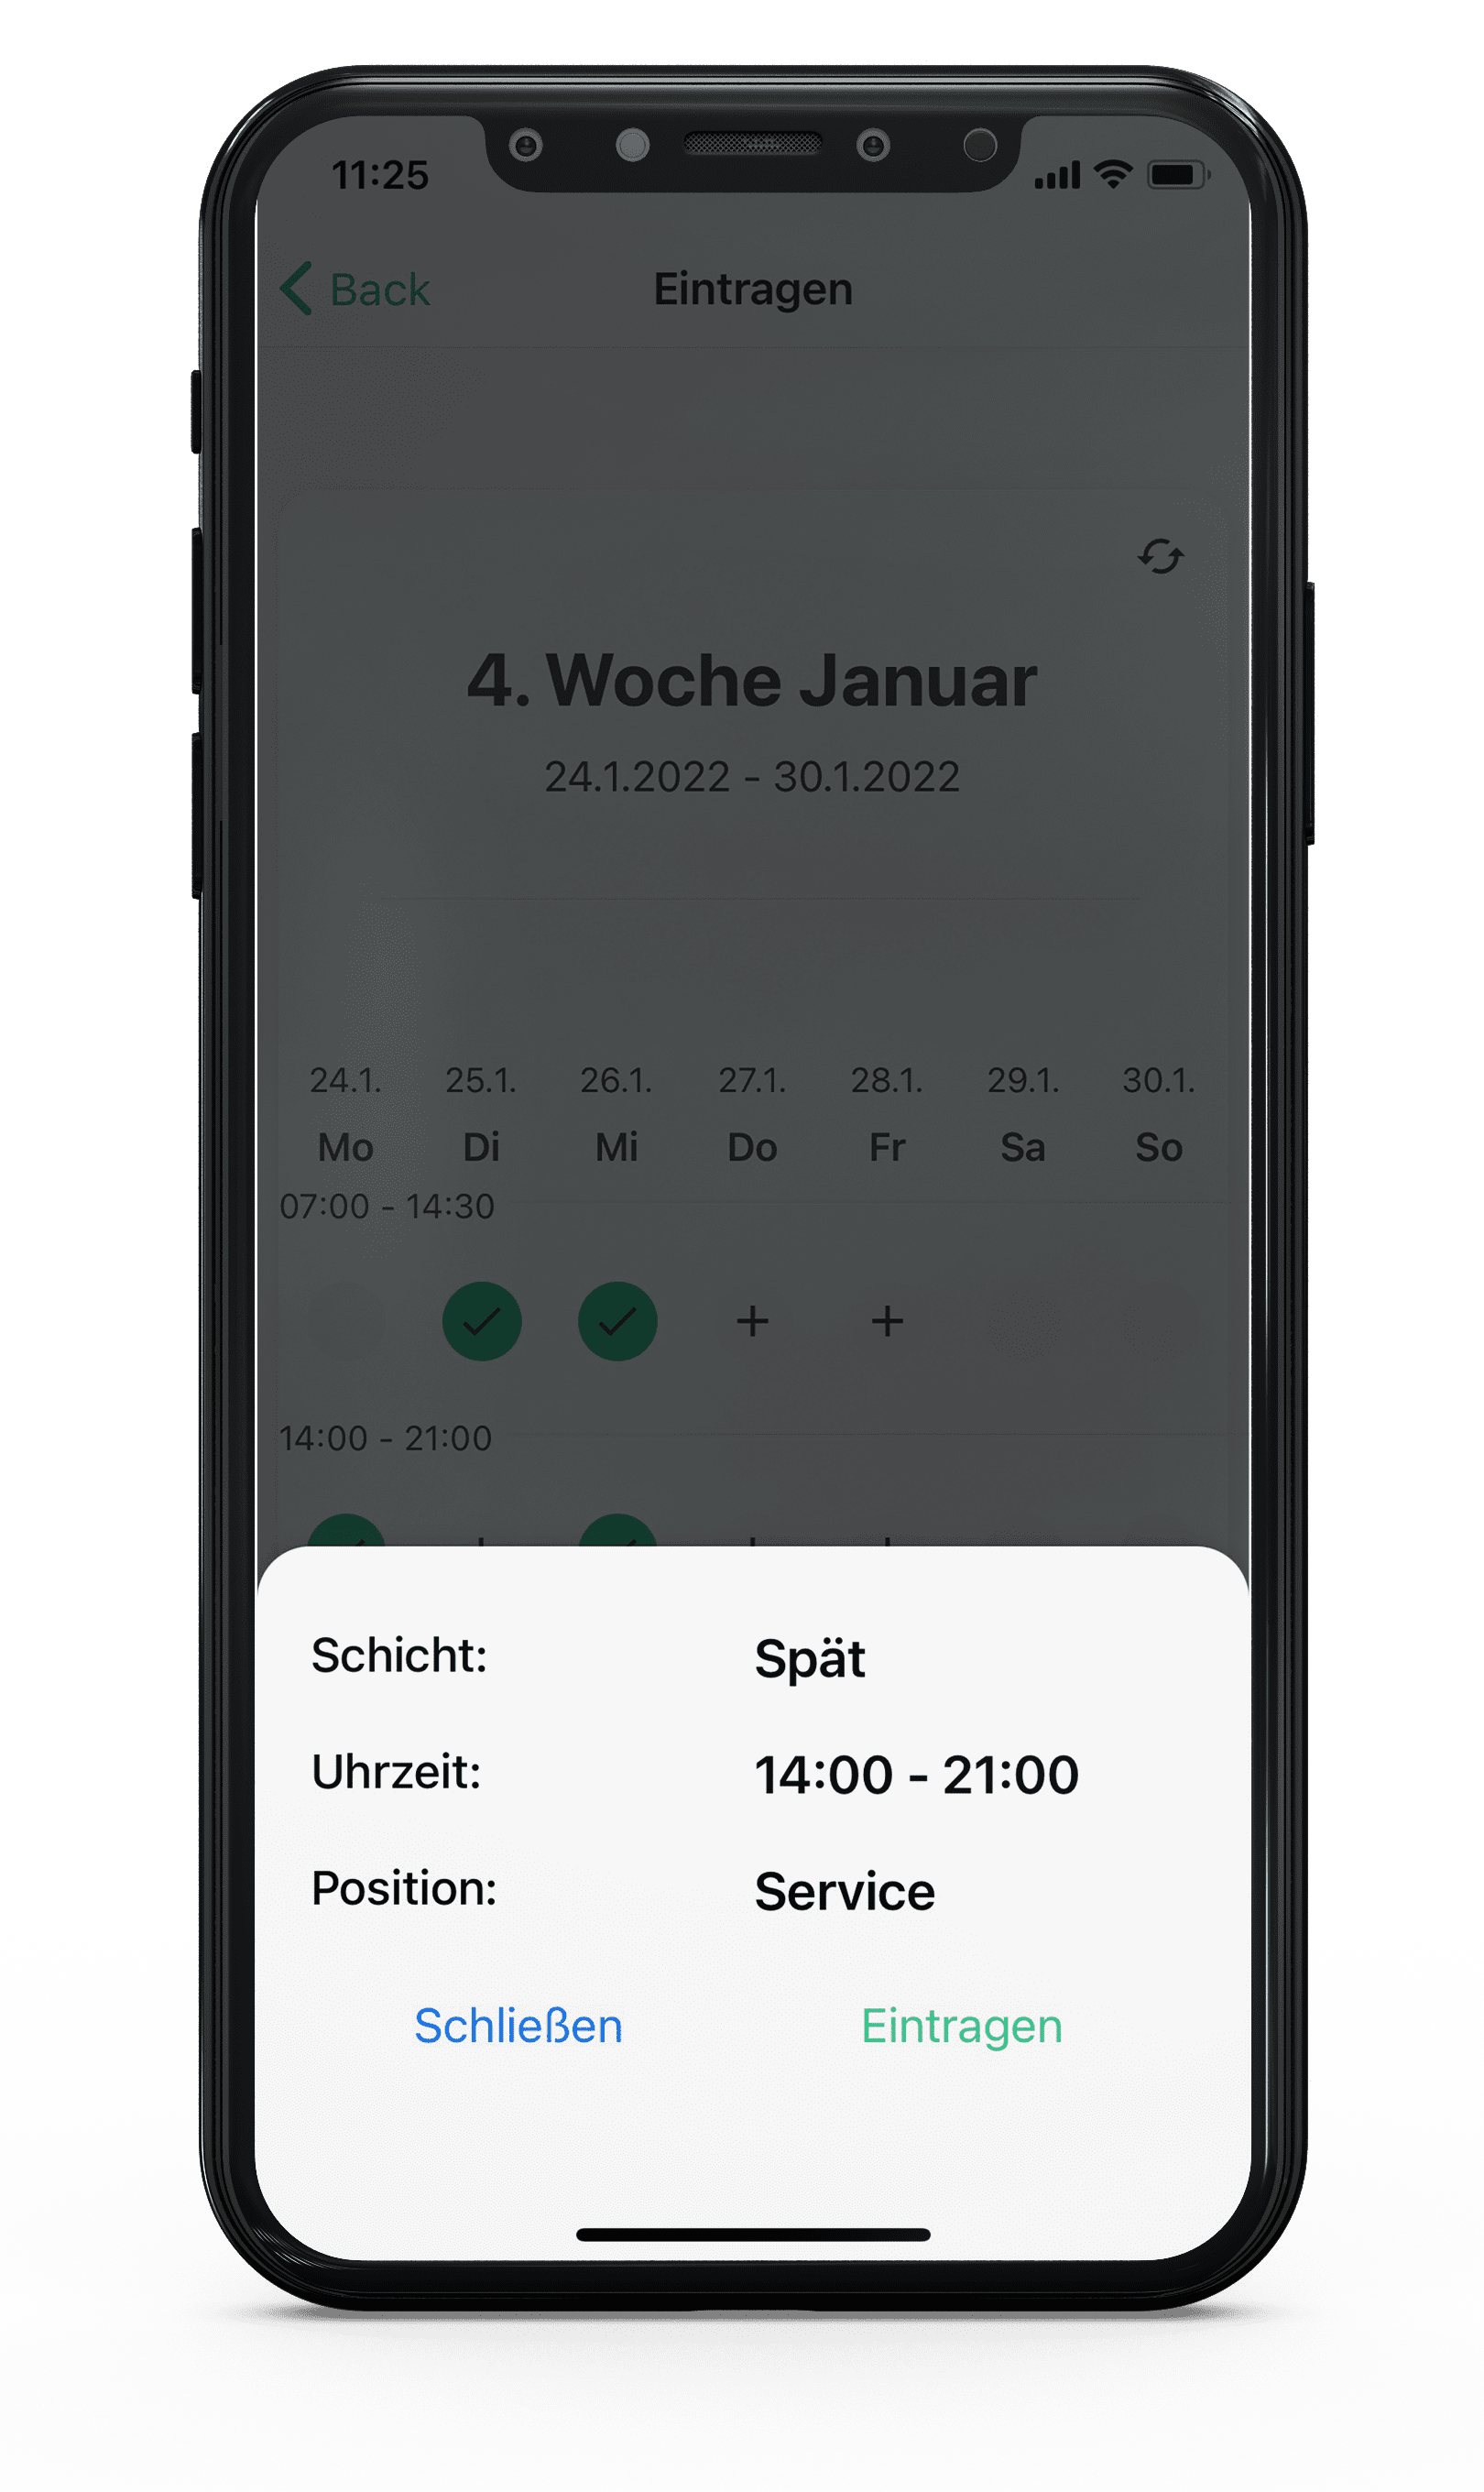 11:25
Back
Eintragen
4. Woche Januar
24.1.2022 - 30.1.2022
24.1. 25.1. 26.1. 27.1. 28.1. 29.1. 30.1.
Mo Di Mi Do Fr Sa So
07:00 - 14:30
+ +
14:00 - 21:00
Schicht: Spät
Uhrzeit: 14:00 - 21:00
Position: Service
Schließen Eintragen